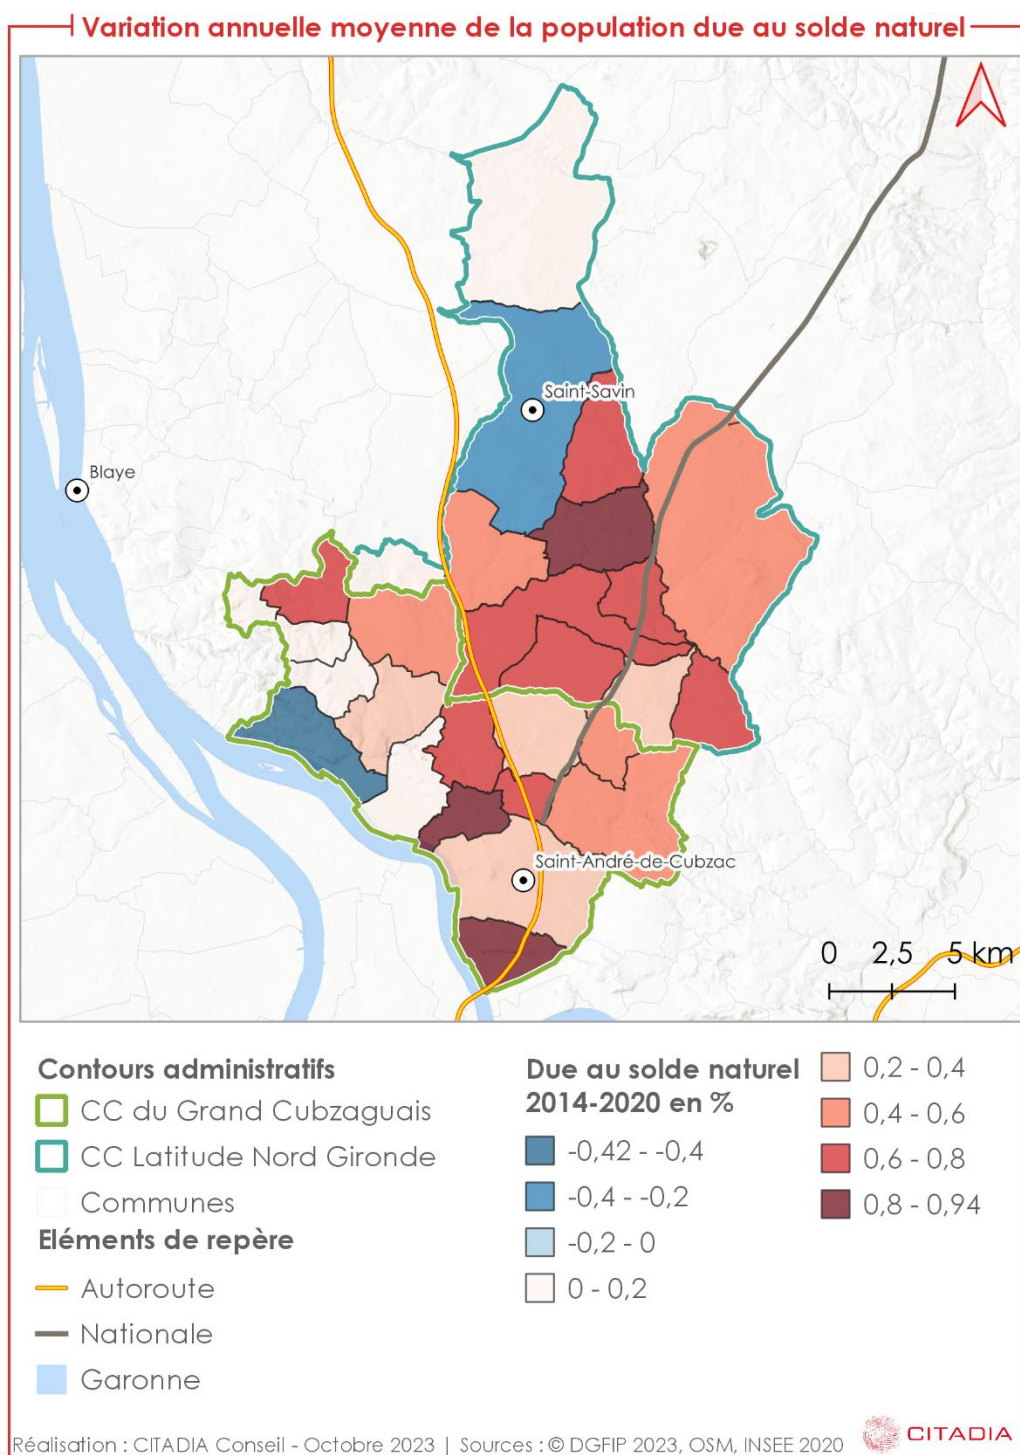 Variation annuelle moyenne de la population due au solde naturel
Saint-Savin
Blaye
Saint-André-de-Cubzac
0 2,5 5 km
Contours administratifs
CC du Grand Cubzaguais
CC Latitude Nord Gironde
Communes
Eléments de repère
Autoroute
Nationale
Garonne
Due au solde naturel
2014-2020 en %
-0,42 - -0,4
-0,4 - -0,2
-0,2 - 0
0 - 0,2
0,2 - 0,4
0,4 - 0,6
0,6 - 0,8
0,8 - 0,94
Réalisation : CITADIA Conseil - Octobre 2023 | Sources : © DGFIP 2023, OSM, INSEE 2020
CITADIA